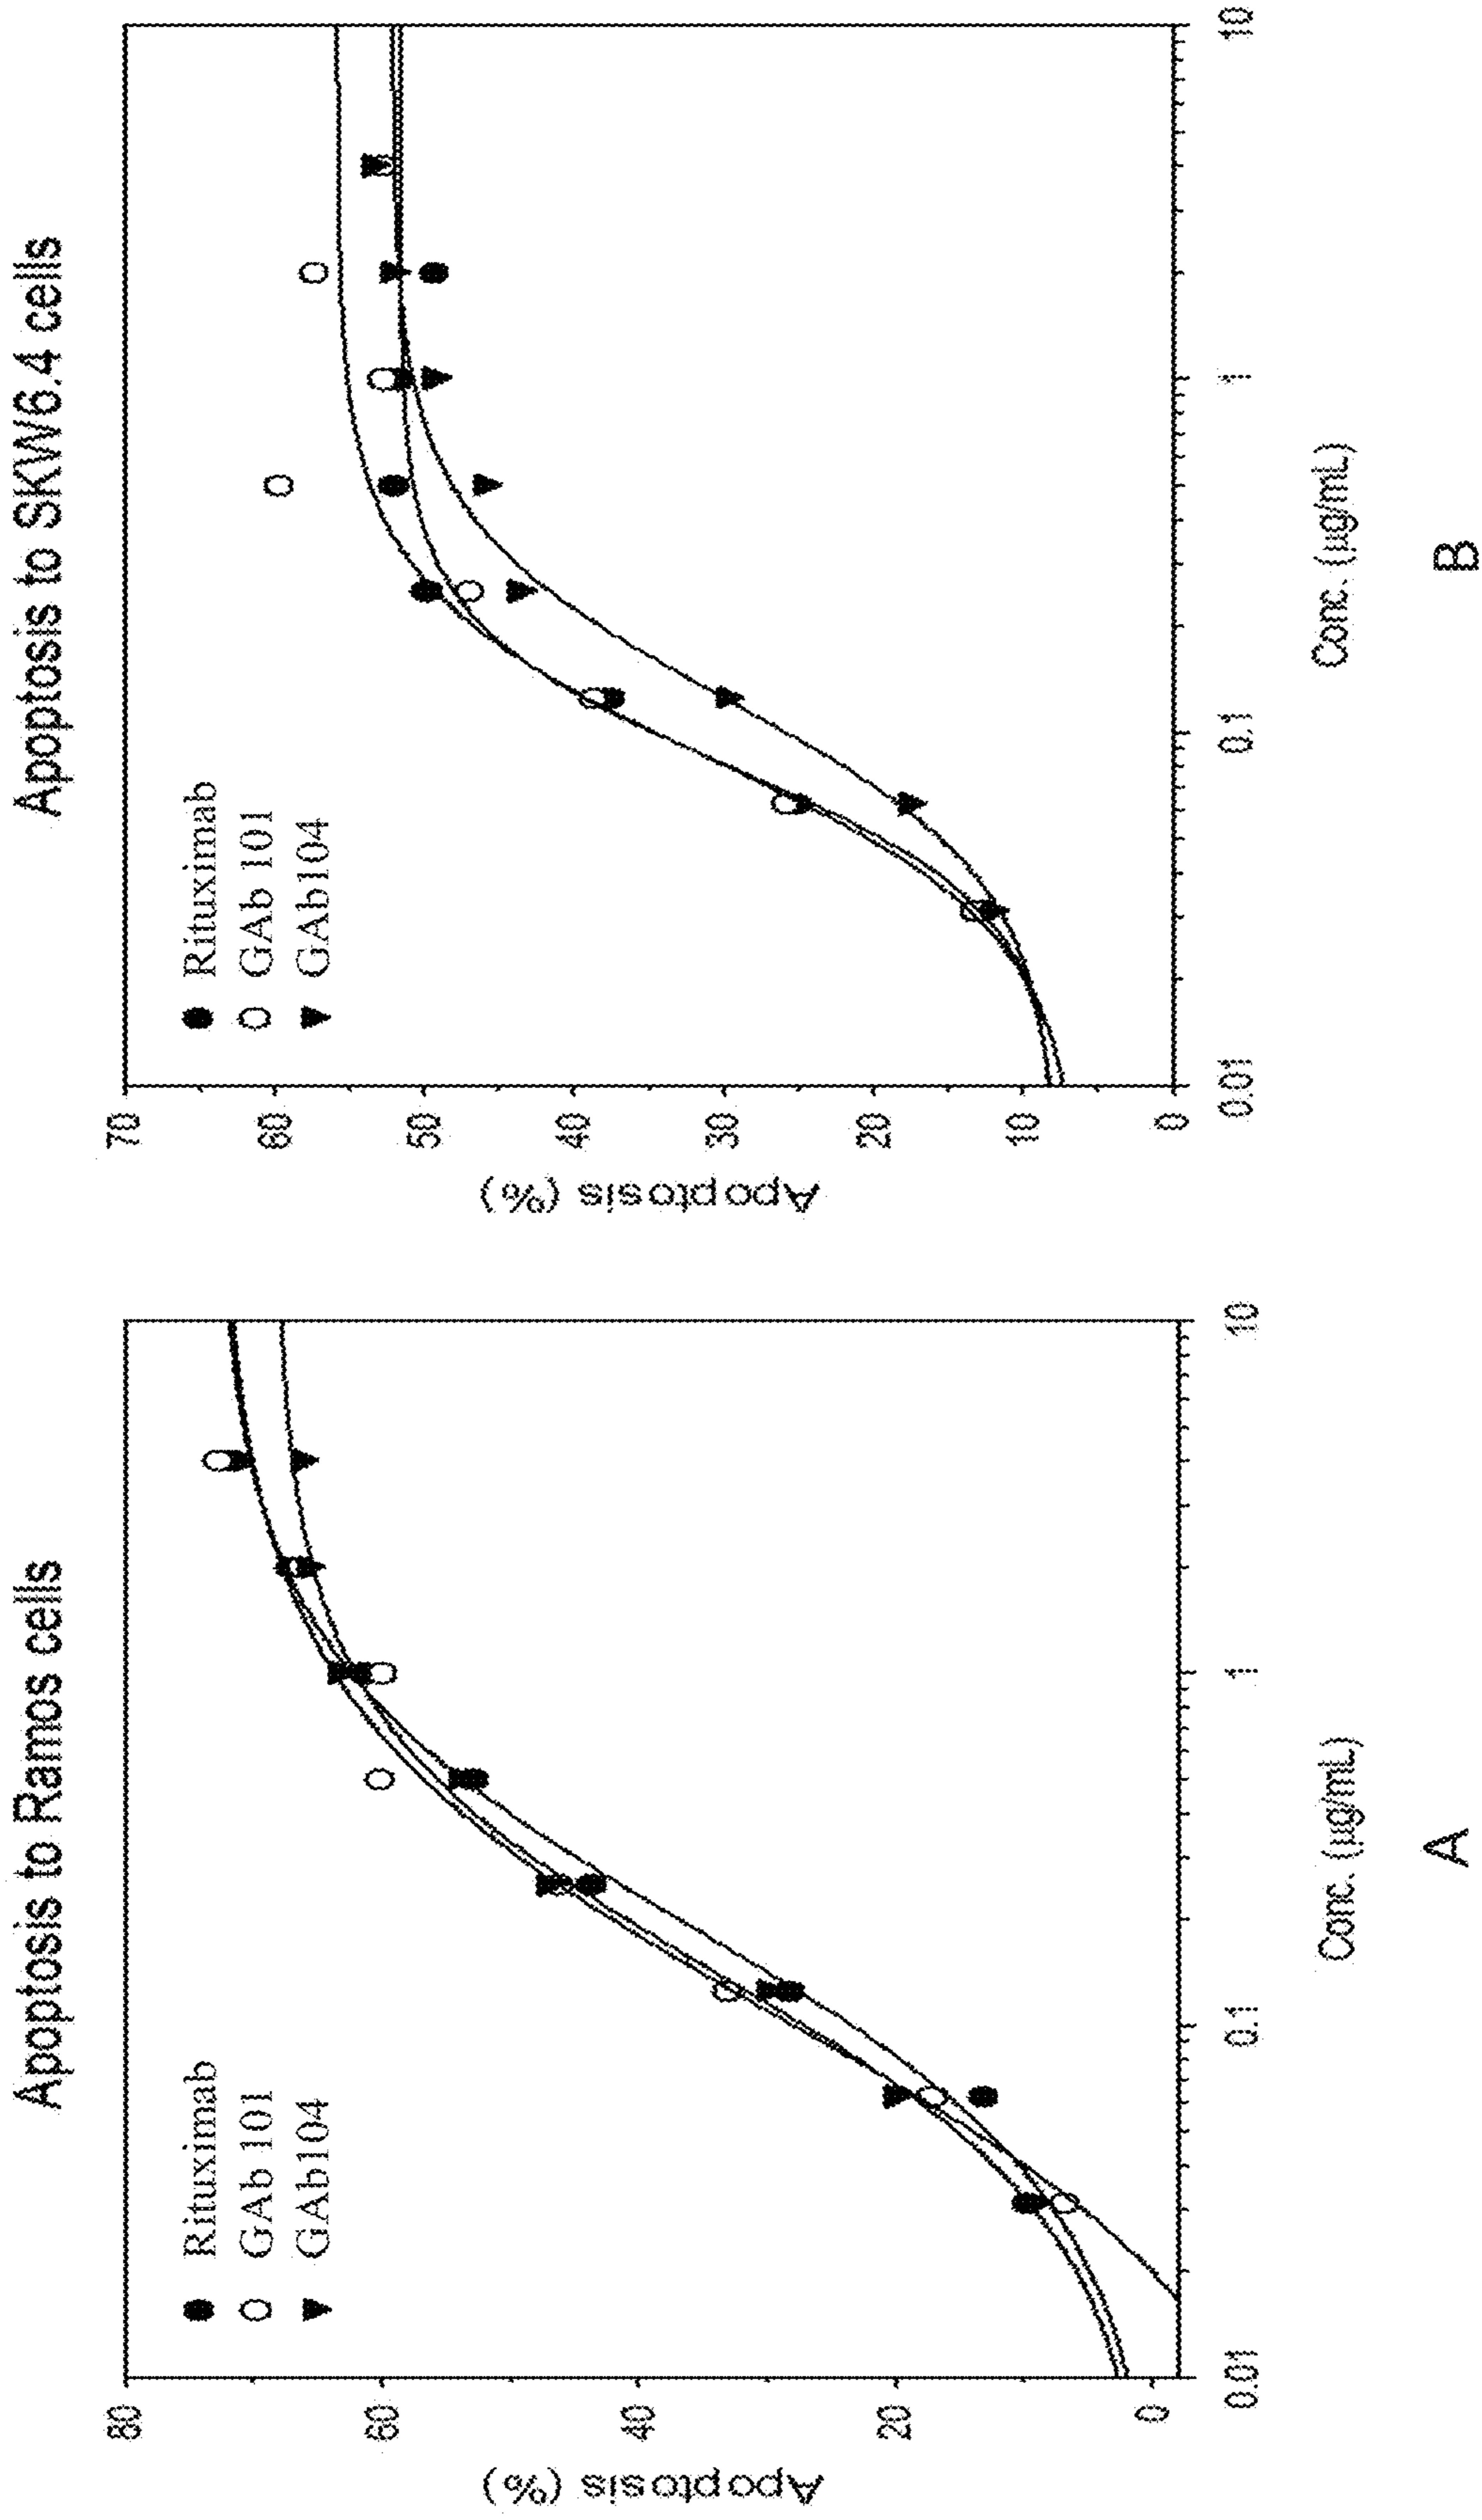 Apoptosis to Ramos cells
Apoptosis (%)
80
60
40
20
0
Rituximab
GAb 101
GAb104
0.01
0.1
1
10
Conc. (µg/mL)
A
Apoptosis to SKW6.4 cells
Apoptosis (%)
70
60
50
40
30
20
10
0
Rituximab
GAb 101
GAb104
0.01
0.1
1
10
Conc. (µg/mL)
B